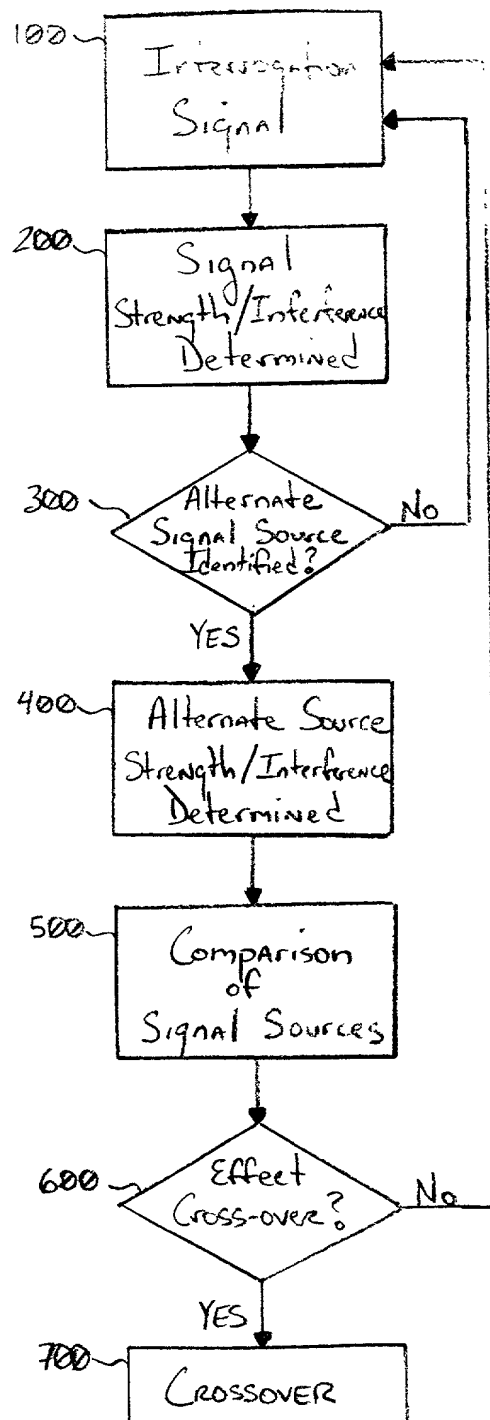 100
Interrogation
Signal
200
Signal
Strength/Interference
Determined
300
Alternate
Signal Source
Identified?
No
YES
400
Alternate Source
Strength/Interference
Determined
500
Comparison
of
Signal Sources
600
Effect
Cross-over?
No
YES
700
CROSSOVER